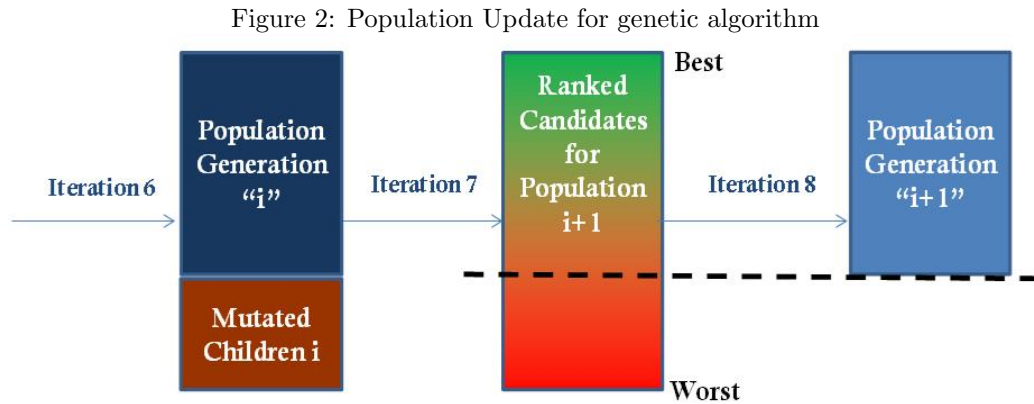 Figure 2: Population Update for genetic algorithm
Iteration 6
Population
Generation
“i”
Mutated
Children i
Iteration 7
Ranked
Candidates
for
Population
i+1
Best
Worst
Iteration 8
Population
Generation
“i+1”